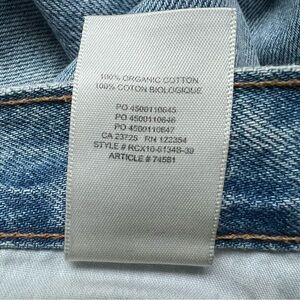 100% ORGANIC COTTON
100% COTON BIOLOGIQUE
PO 4500110645
PO 4500110646
PO 4500110647
CA 23725 RN 122354
STYLE # RCX10-6134S-39
ARTICLE # 74581